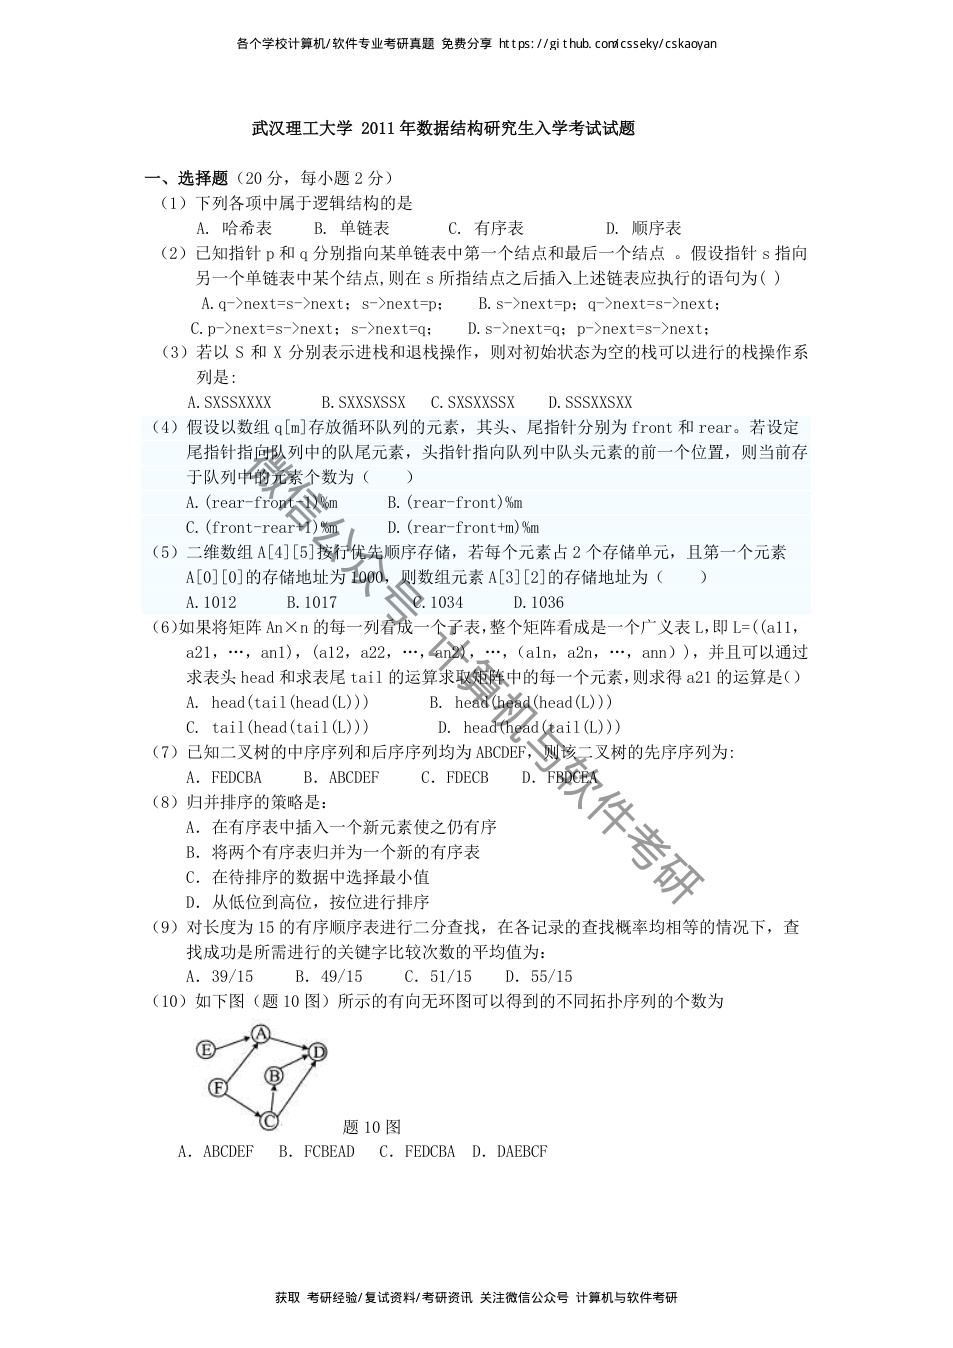 各个学校计算机/软件专业考研真题 免费分享 https://github.com/csseky/cskaoyan
武汉理工大学 2011 年数据结构研究生入学考试试题
一、选择题（20 分，每小题 2 分）
（1）下列各项中属于逻辑结构的是
A. 哈希表 B. 单链表 C. 有序表 D. 顺序表
（2）已知指针 p 和 q 分别指向某单链表中第一个结点和最后一个结点 。假设指针 s 指向
另一个单链表中某个结点,则在 s 所指结点之后插入上述链表应执行的语句为( )
A.q->next=s->next；s->next=p； B.s->next=p；q->next=s->next；
C.p->next=s->next；s->next=q； D.s->next=q；p->next=s->next；
（3）若以 S 和 X 分别表示进栈和退栈操作，则对初始状态为空的栈可以进行的栈操作系
列是:
A.SXSSXXXX B.SXXSXSSX C.SXSXXSSX D.SSSXXSXX
（4）假设以数组 q[m]存放循环队列的元素，其头、尾指针分别为 front 和 rear。若设定
尾指针指向队列中的队尾元素，头指针指向队列中队头元素的前一个位置，则当前存
于队列中的元素个数为（ ）
A.(rear-front-1)%m B.(rear-front)%m
C.(front-rear+1)%m D.(rear-front+m)%m
（5）二维数组 A[4][5]按行优先顺序存储，若每个元素占 2 个存储单元，且第一个元素
A[0][0]的存储地址为 1000，则数组元素 A[3][2]的存储地址为（ ）
A.1012 B.1017 C.1034 D.1036
（6）如果将矩阵 An×n 的每一列看成一个子表，整个矩阵看成是一个广义表 L，即 L=((a11，
a21，…，an1)，(a12，a22，…，an2)，…，（a1n，a2n，…，ann)），并且可以通过
求表头 head 和求表尾 tail 的运算求取矩阵中的每一个元素，则求得 a21 的运算是（）
A. head(tail(head(L))) B. head(head(head(L)))
C. tail(head(tail(L))) D. head(head(tail(L)))
（7）已知二叉树的中序序列和后序序列均为 ABCDEF，则该二叉树的先序序列为:
A．FEDCBA B．ABCDEF C．FDECB D．FBDCEA
（8）归并排序的策略是：
A．在有序表中插入一个新元素使之仍有序
B．将两个有序表归并为一个新的有序表
C．在待排序的数据中选择最小值
D．从低位到高位，按位进行排序
（9）对长度为 15 的有序顺序表进行二分查找，在各记录的查找概率均相等的情况下，查
找成功是所需进行的关键字比较次数的平均值为：
A．39/15 B．49/15 C．51/15 D．55/15
（10）如下图（题 10 图）所示的有向无环图可以得到的不同拓扑序列的个数为
A
E
D
B
F
C
题 10 图
A．ABCDEF B．FCBEAD C．FEDCBA D．DAEBCF
微信公众号 计算机与软件考研
获取 考研经验/复试资料/考研资讯 关注微信公众号 计算机与软件考研